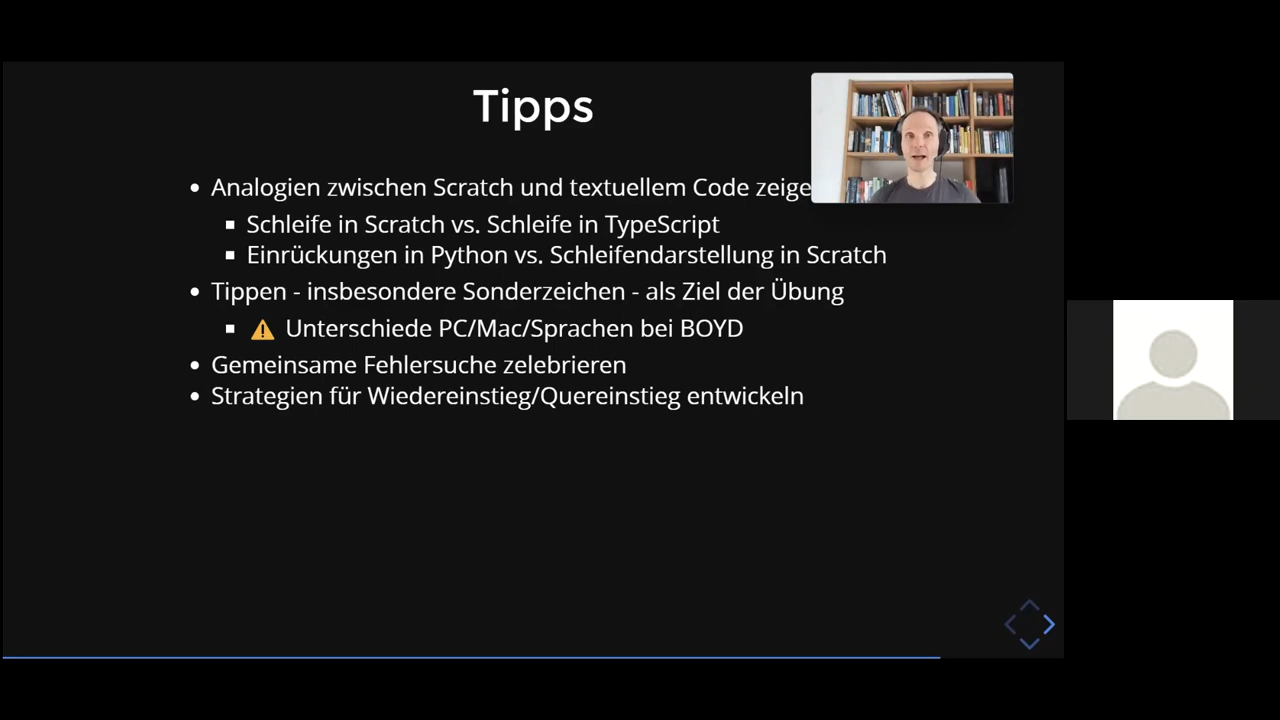 Tipps
Analogien zwischen Scratch und textuellem Code zeige
Schleife in Scratch vs. Schleife in TypeScript
Einrückungen in Python vs. Schleifendarstellung in Scratch
Tippen - insbesondere Sonderzeichen - als Ziel der Übung
⚠️ Unterschiede PC/Mac/Sprachen bei BOYD
Gemeinsame Fehlersuche zelebrieren
Strategien für Wiedereinstieg/Quereinstieg entwickeln